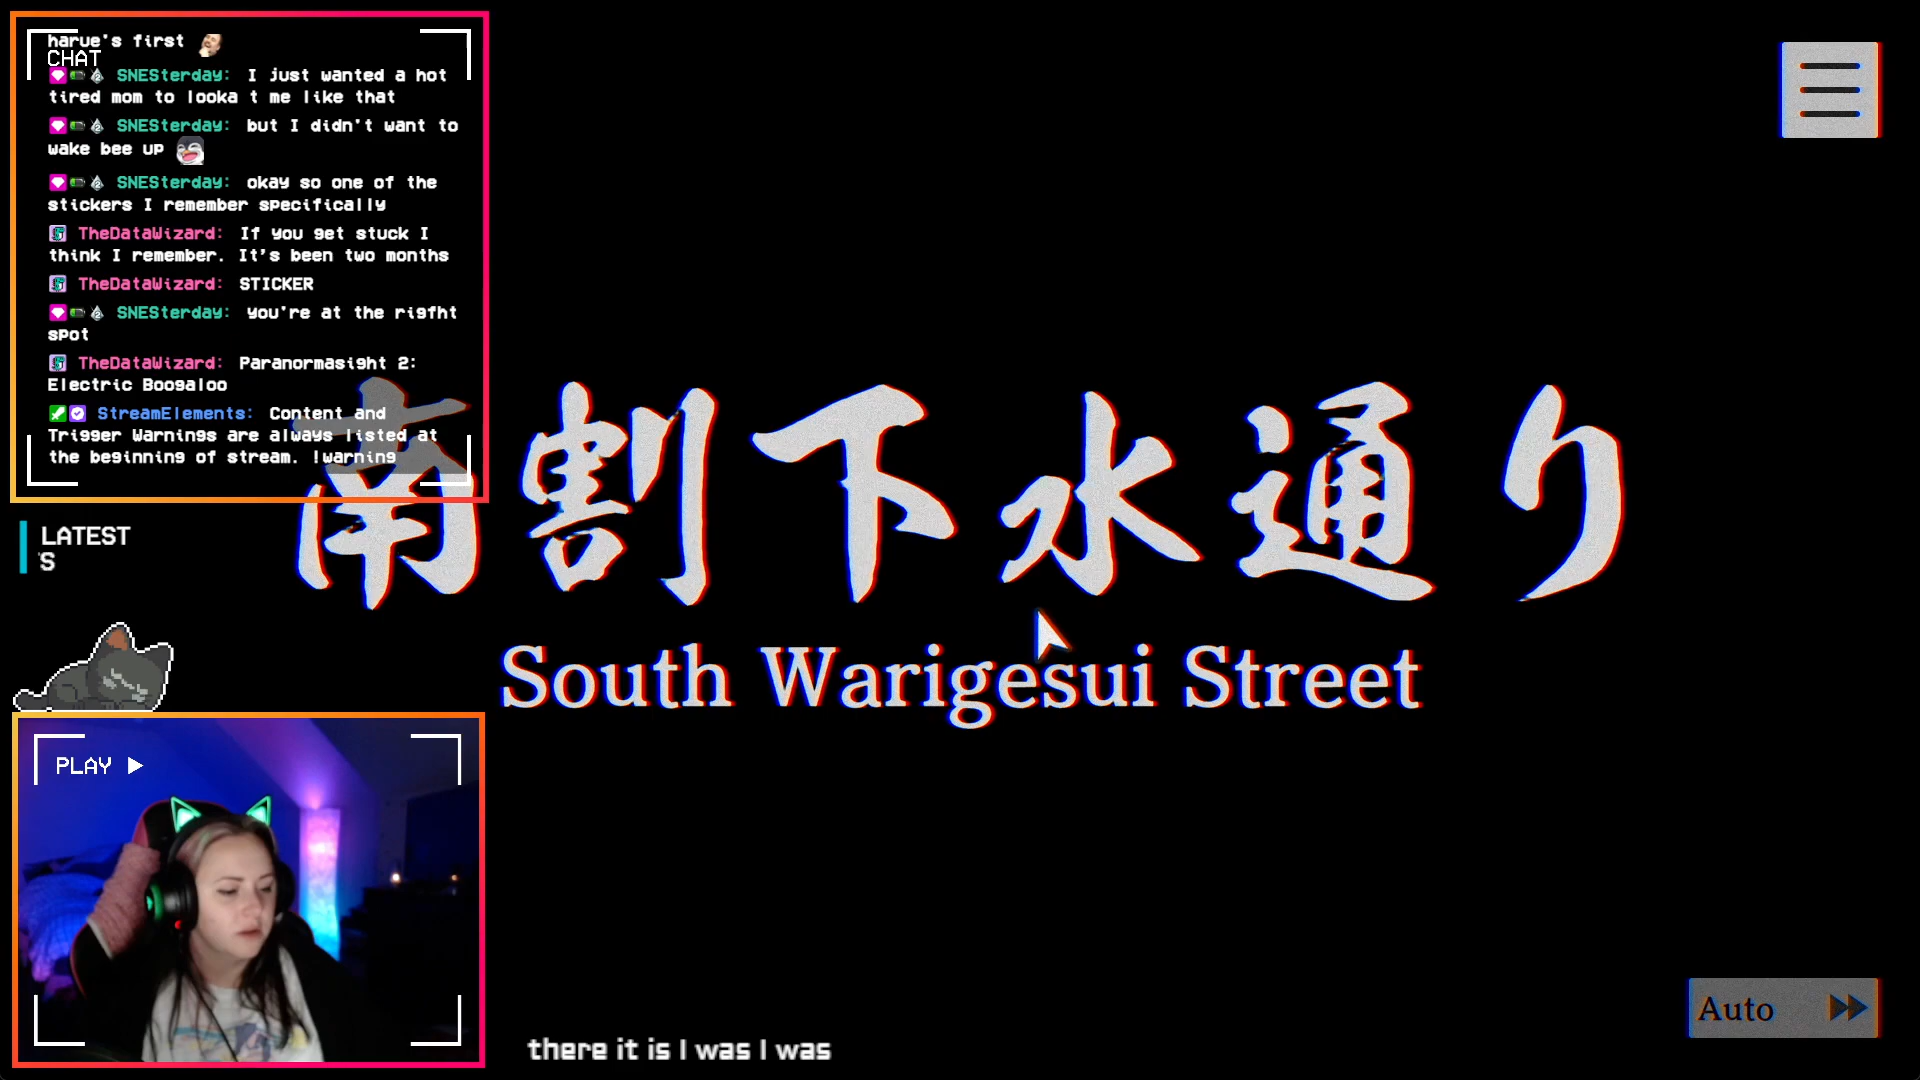 harue's first
CHAT
SNESterday: I just wanted a hot
tired mom to looka t me like that
SNESterday: but I didn't want to
wake bee up
SNESterday: okay so one of the
stickers I remember specifically
TheDataWizard: If you get stuck I
think I remember. It's been two months
TheDataWizard: STICKER
SNESterday: you're at the rigfht
spot
TheDataWizard: Paranormasight 2:
Electric Boogaloo
StreamElements: Content and
Trigger Warnings are always listed at
the beginning of stream. !warning
南割下水通り
South Warigesui Street
LATEST
S
PLAY
there it is I was I was
Auto